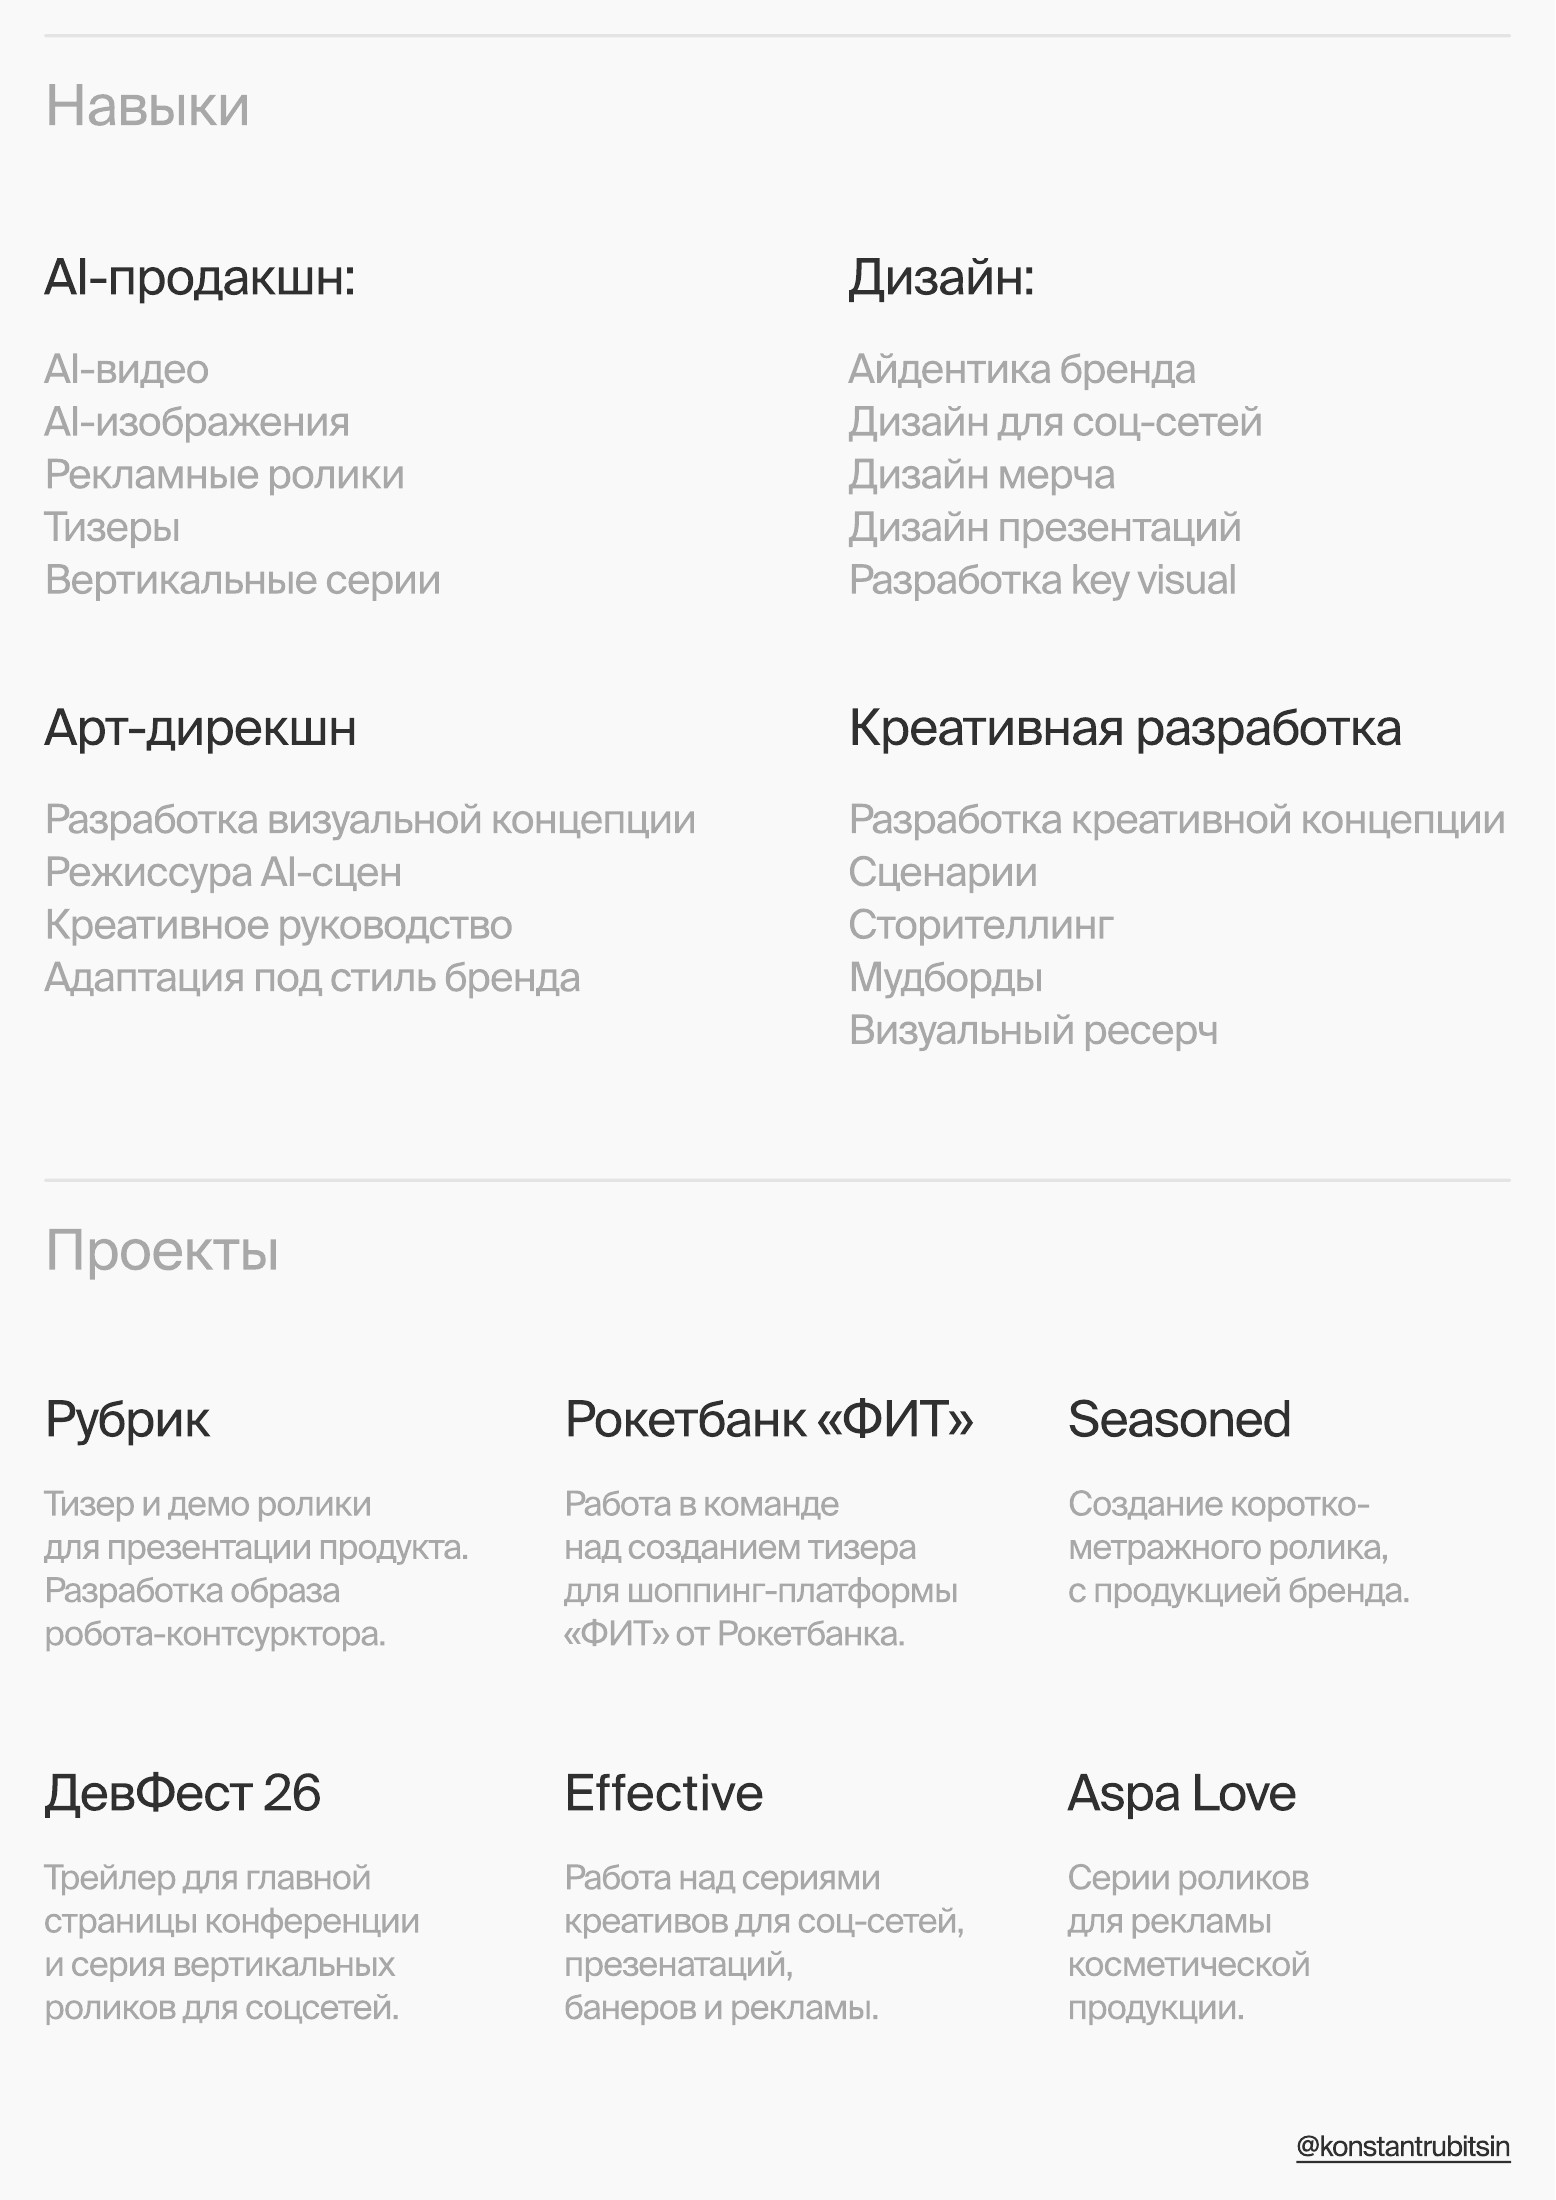 Навыки
AI-продакшн:
AI-видео
AI-изображения
Рекламные ролики
Тизеры
Вертикальные серии
Дизайн:
Айдентика бренда
Дизайн для соц-сетей
Дизайн мерча
Дизайн презентаций
Разработка key visual
Арт-дирекшн
Разработка визуальной концепции
Режиссура AI-сцен
Креативное руководство
Адаптация под стиль бренда
Креативная разработка
Разработка креативной концепции
Сценарии
Сторителлинг
Мудборды
Визуальный ресерч
Проекты
Рубрик
Тизер и демо ролики
для презентации продукта.
Разработка образа
робота-контсурктора.
Рокетбанк «ФИТ»
Работа в команде
над созданием тизера
для шоппинг-платформы
«ФИТ» от Рокетбанка.
Seasoned
Создание коротко-
метражного ролика,
с продукцией бренда.
ДевФест 26
Трейлер для главной
страницы конференции
и серия вертикальных
роликов для соцсетей.
Effective
Работа над сериями
креативов для соц-сетей,
презенатаций,
банеров и рекламы.
Aspa Love
Серии роликов
для рекламы
косметической
продукции.
@konstantrubitsin